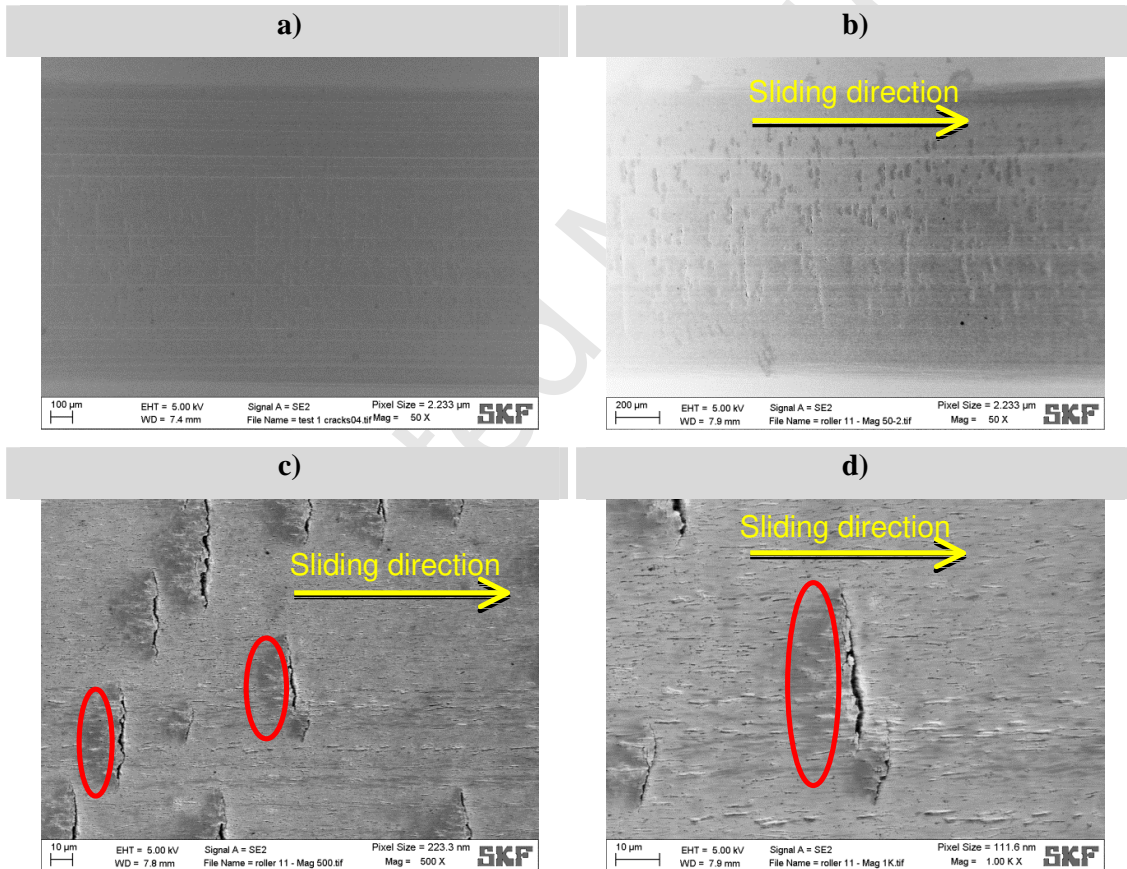 a)
b)
Sliding direction
100 µm
EHT = 5.00 kV
WD = 7.4 mm
Signal A = SE2
File Name = test 1 cracks04.tif
Pixel Size = 2.233 µm
Mag = 50 X
SKF
200 µm
EHT = 5.00 kV
WD = 7.9 mm
Signal A = SE2
File Name = roller 11 - Mag 50-2.tif
Pixel Size = 2.233 µm
Mag = 50 X
SKF
c)
d)
Sliding direction
Sliding direction
10 µm
EHT = 5.00 kV
WD = 7.8 mm
Signal A = SE2
File Name = roller 11 - Mag 500.tif
Pixel Size = 223.3 nm
Mag = 500 X
SKF
10 µm
EHT = 5.00 kV
WD = 7.9 mm
Signal A = SE2
File Name = roller 11 - Mag 1K.tif
Pixel Size = 111.6 nm
Mag = 1.00 K X
SKF